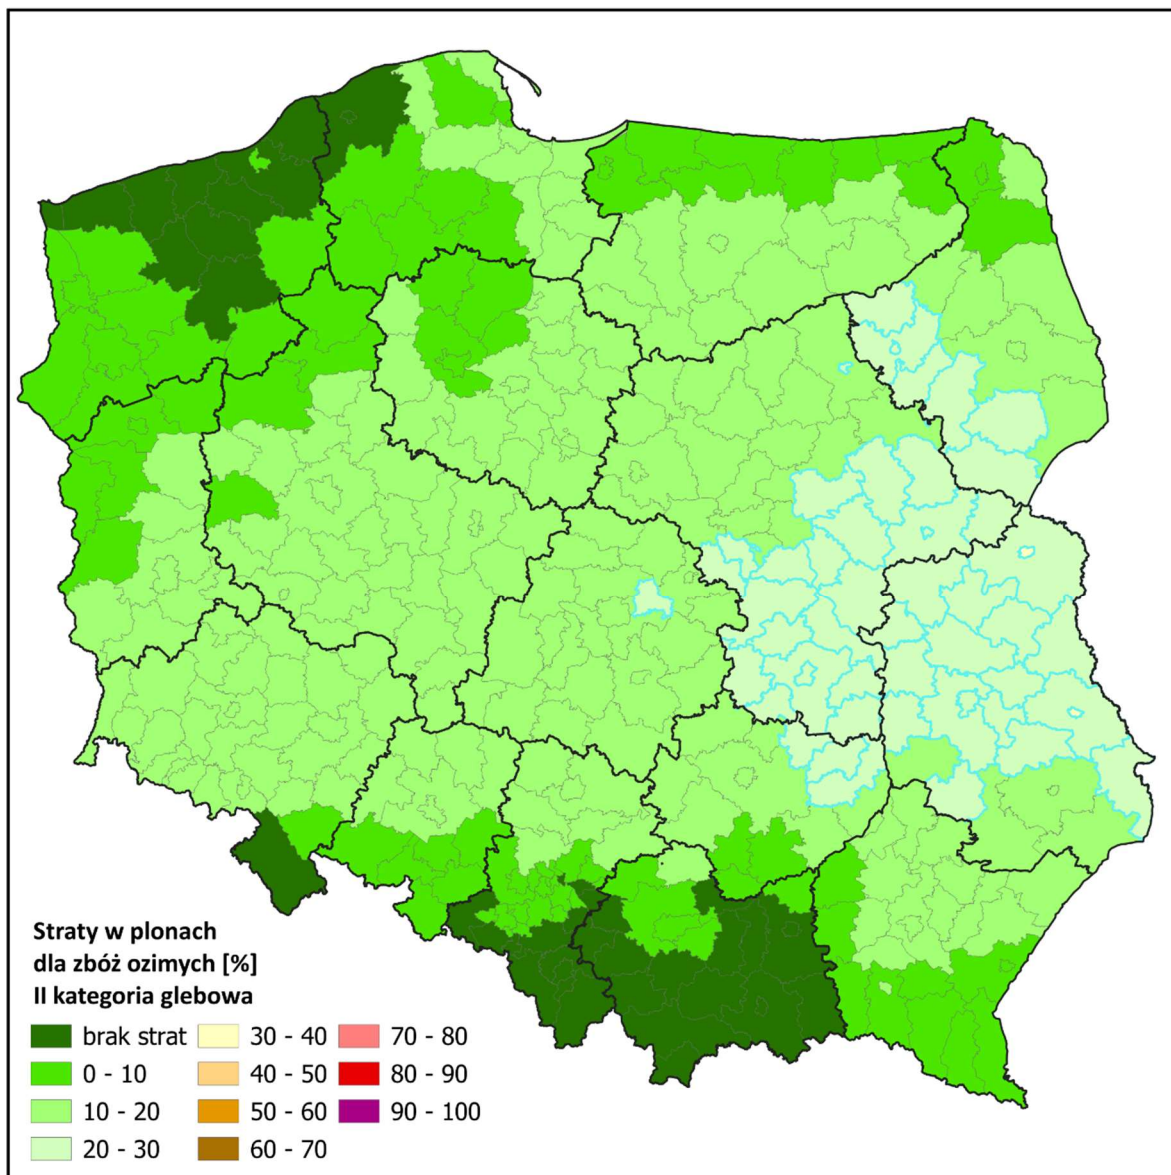 Straty w plonach
dla zbóż ozimych [%]
II kategoria glebowa
brak strat
0 - 10
10 - 20
20 - 30
30 - 40
40 - 50
50 - 60
60 - 70
70 - 80
80 - 90
90 - 100